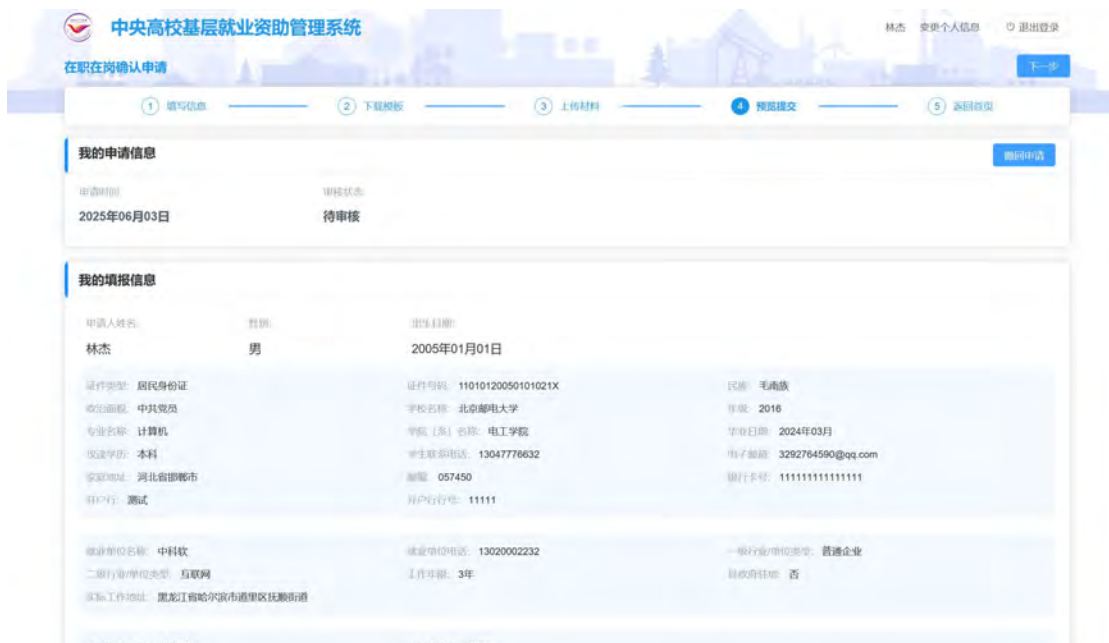 中央高校基层就业资助管理系统
林杰 变更个人信息 退出登录
在职在岗确认申请
下一步
1 填写信息 2 下载模板 3 上传材料 4 预览提交 5 返回首页
我的申请信息
撤回申请
申请时间: 审核状态:
2025年06月03日 待审核
我的填报信息
申请人姓名: 性别: 出生日期:
林杰 男 2005年01月01日
证件类型: 居民身份证 证件号码: 11010120050101021X 民族: 毛南族
政治面貌: 中共党员 学校名称: 北京邮电大学 年级: 2016
专业名称: 计算机 学院（系）名称: 电工学院 毕业日期: 2024年03月
攻读学历: 本科 学生联系电话: 13047776632 电子邮箱: 3292764590@qq.com
家庭地址: 河北省邯郸市 邮编: 057450 银行卡号: 111111111111111
开户行: 测试 开户行行号: 11111
就业单位名称: 中科软 就业单位电话: 13020002232 一级行业/单位类型: 普通企业
二级行业/单位类型: 互联网 工作年限: 3年 县政府驻地: 否
实际工作地址: 黑龙江省哈尔滨市道里区抚顺街道